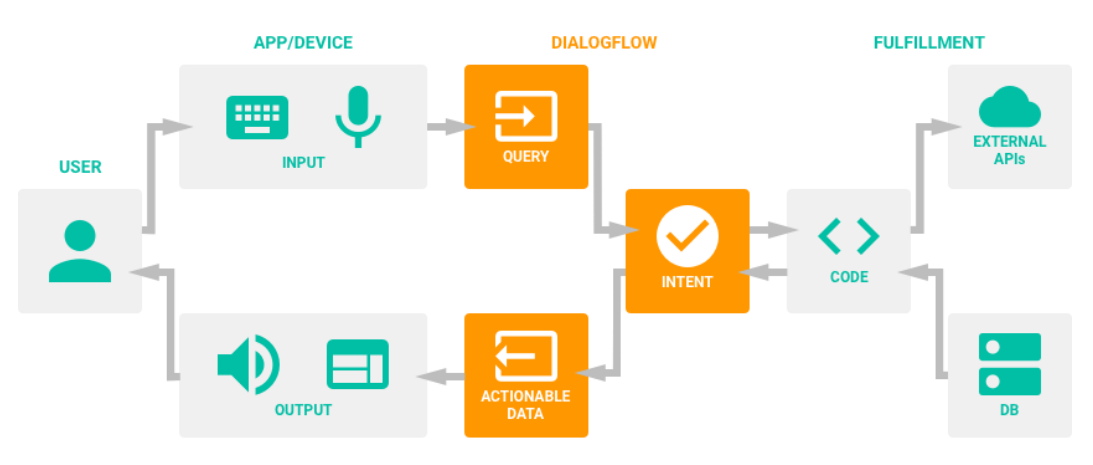 APP/DEVICE
DIALOGFLOW
FULFILLMENT
USER
INPUT
QUERY
EXTERNAL
APIs
INTENT
CODE
OUTPUT
ACTIONABLE
DATA
DB